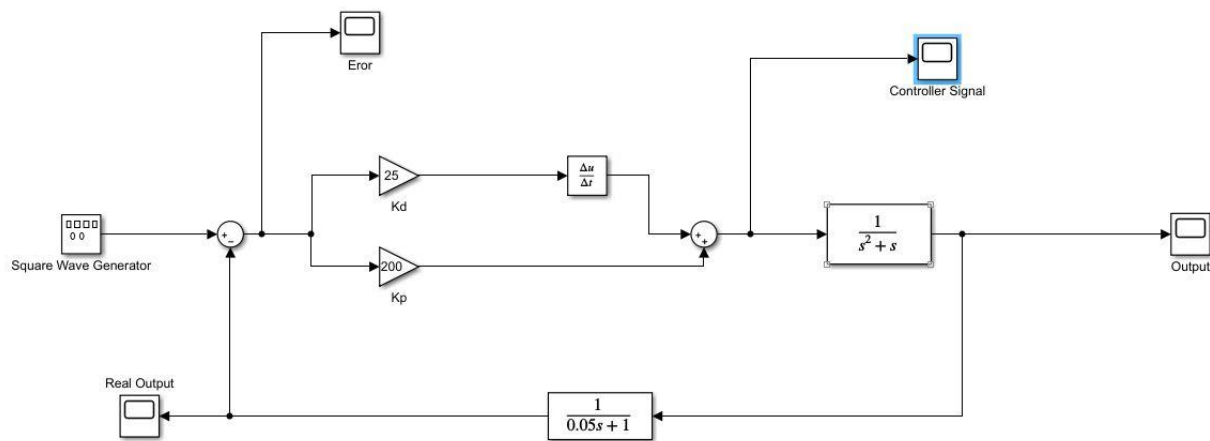 Eror
Controller Signal
25
Δu
Δt
Kd
+
−
+
+
1
s² + s
Square Wave Generator
200
Kp
Output
Real Output
1
0.05s + 1